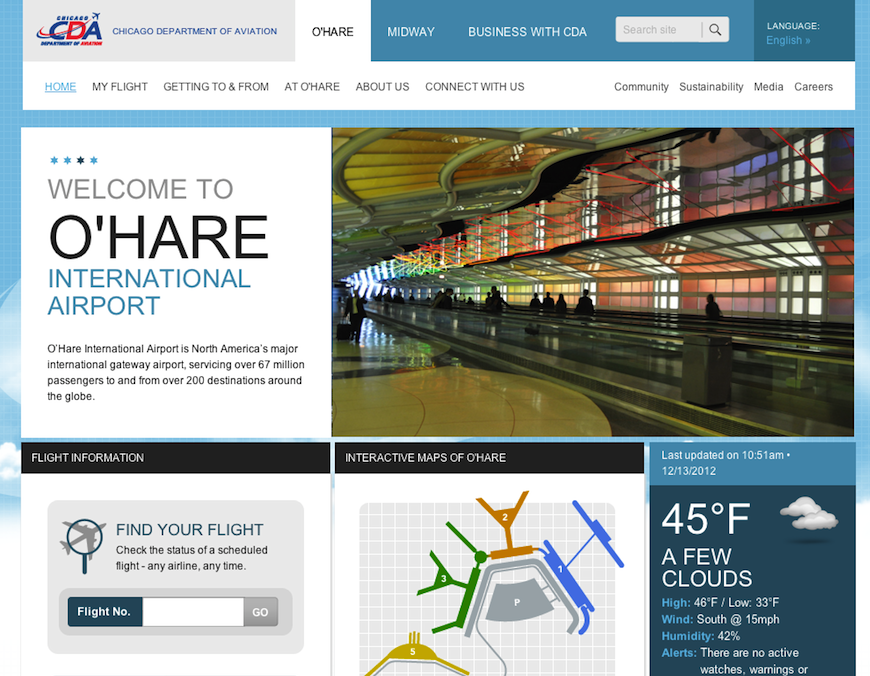 CHICAGO
CDA
DEPARTMENT OF AVIATION
CHICAGO DEPARTMENT OF AVIATION
O'HARE
MIDWAY
BUSINESS WITH CDA
Search site
LANGUAGE:
English »
HOME
MY FLIGHT
GETTING TO & FROM
AT O'HARE
ABOUT US
CONNECT WITH US
Community
Sustainability
Media
Careers
WELCOME TO
O'HARE
INTERNATIONAL
AIRPORT
O'Hare International Airport is North America's major
international gateway airport, servicing over 67 million
passengers to and from over 200 destinations around
the globe.
FLIGHT INFORMATION
FIND YOUR FLIGHT
Check the status of a scheduled
flight - any airline, any time.
Flight No.
GO
INTERACTIVE MAPS OF O'HARE
2
1
3
P
5
Last updated on 10:51am •
12/13/2012
45°F
A FEW
CLOUDS
High: 46°F / Low: 33°F
Wind: South @ 15mph
Humidity: 42%
Alerts: There are no active
watches, warnings or